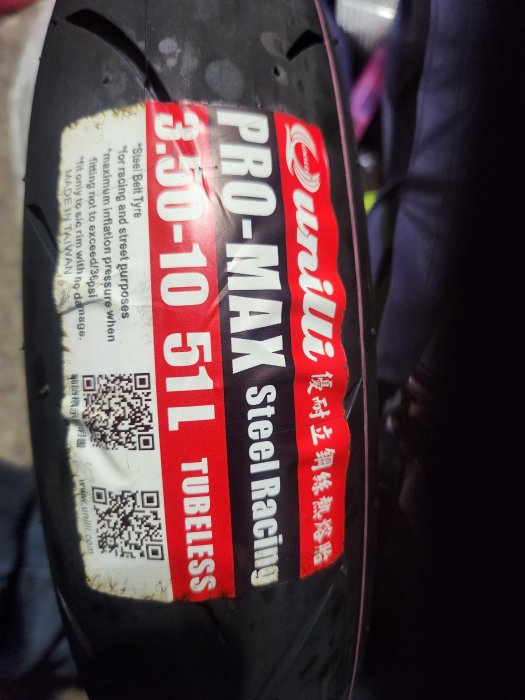 unilli 優耐立鋼絲熱熔胎
PRO-MAX Steel Racing
3.50-10 51L TUBELESS
*Steel Belt Tyre
*for racing and street purposes
*maximum inflation pressure when
fitting not to exceed/36psi
*fit only to sic rim with no damage.
MADE IN TAIWAN
www.unilli.com